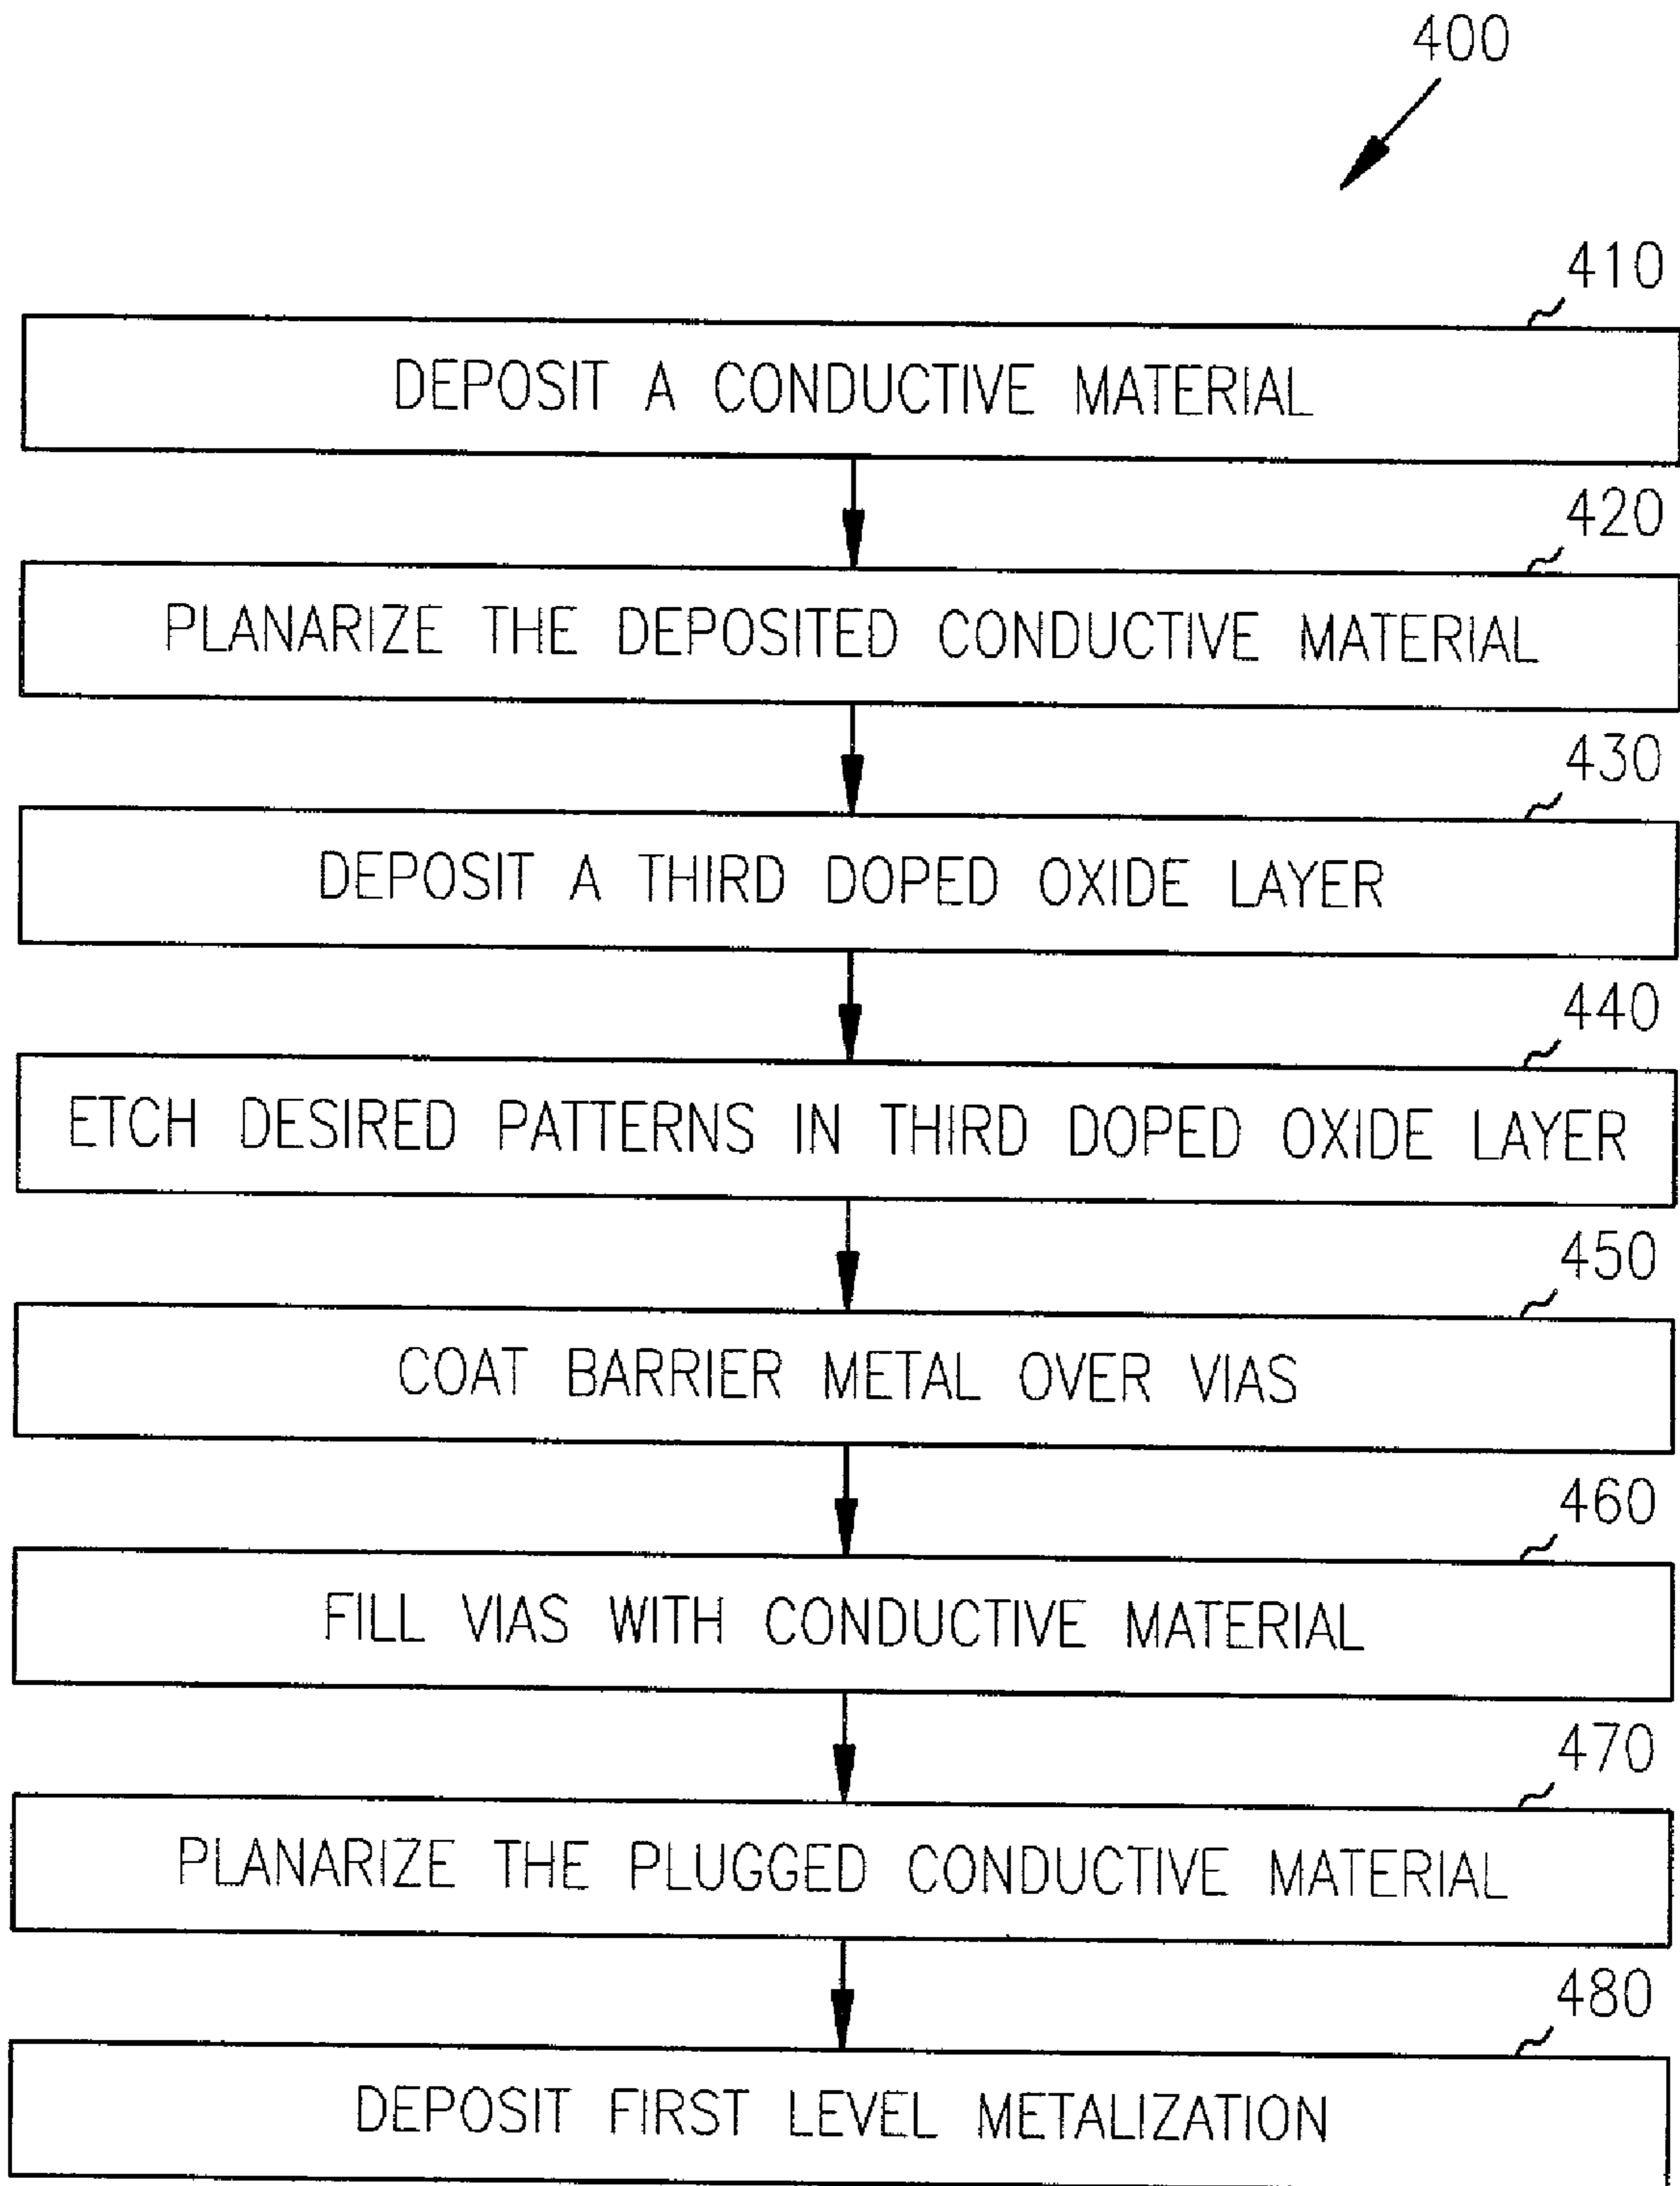 400
410
DEPOSIT A CONDUCTIVE MATERIAL
420
PLANARIZE THE DEPOSITED CONDUCTIVE MATERIAL
430
DEPOSIT A THIRD DOPED OXIDE LAYER
440
ETCH DESIRED PATTERNS IN THIRD DOPED OXIDE LAYER
450
COAT BARRIER METAL OVER VIAS
460
FILL VIAS WITH CONDUCTIVE MATERIAL
470
PLANARIZE THE PLUGGED CONDUCTIVE MATERIAL
480
DEPOSIT FIRST LEVEL METALIZATION